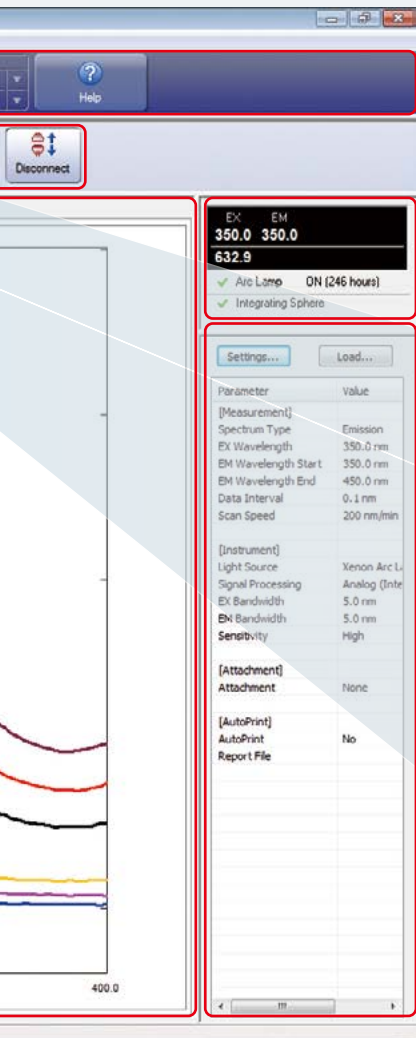 Help
Disconnect
EX EM
350.0 350.0
632.9
Arc Lamp ON (246 hours)
Integrating Sphere
Settings... Load...
Parameter Value
[Measurement]
Spectrum Type Emission
EX Wavelength 350.0 nm
EM Wavelength Start 350.0 nm
EM Wavelength End 450.0 nm
Data Interval 0.1 nm
Scan Speed 200 nm/min
[Instrument]
Light Source Xenon Arc
Signal Processing Analog (Inte
EX Bandwidth 5.0 nm
EM Bandwidth 5.0 nm
Sensitivity High
[Attachment]
Attachment None
[AutoPrint]
AutoPrint No
Report File
400.0